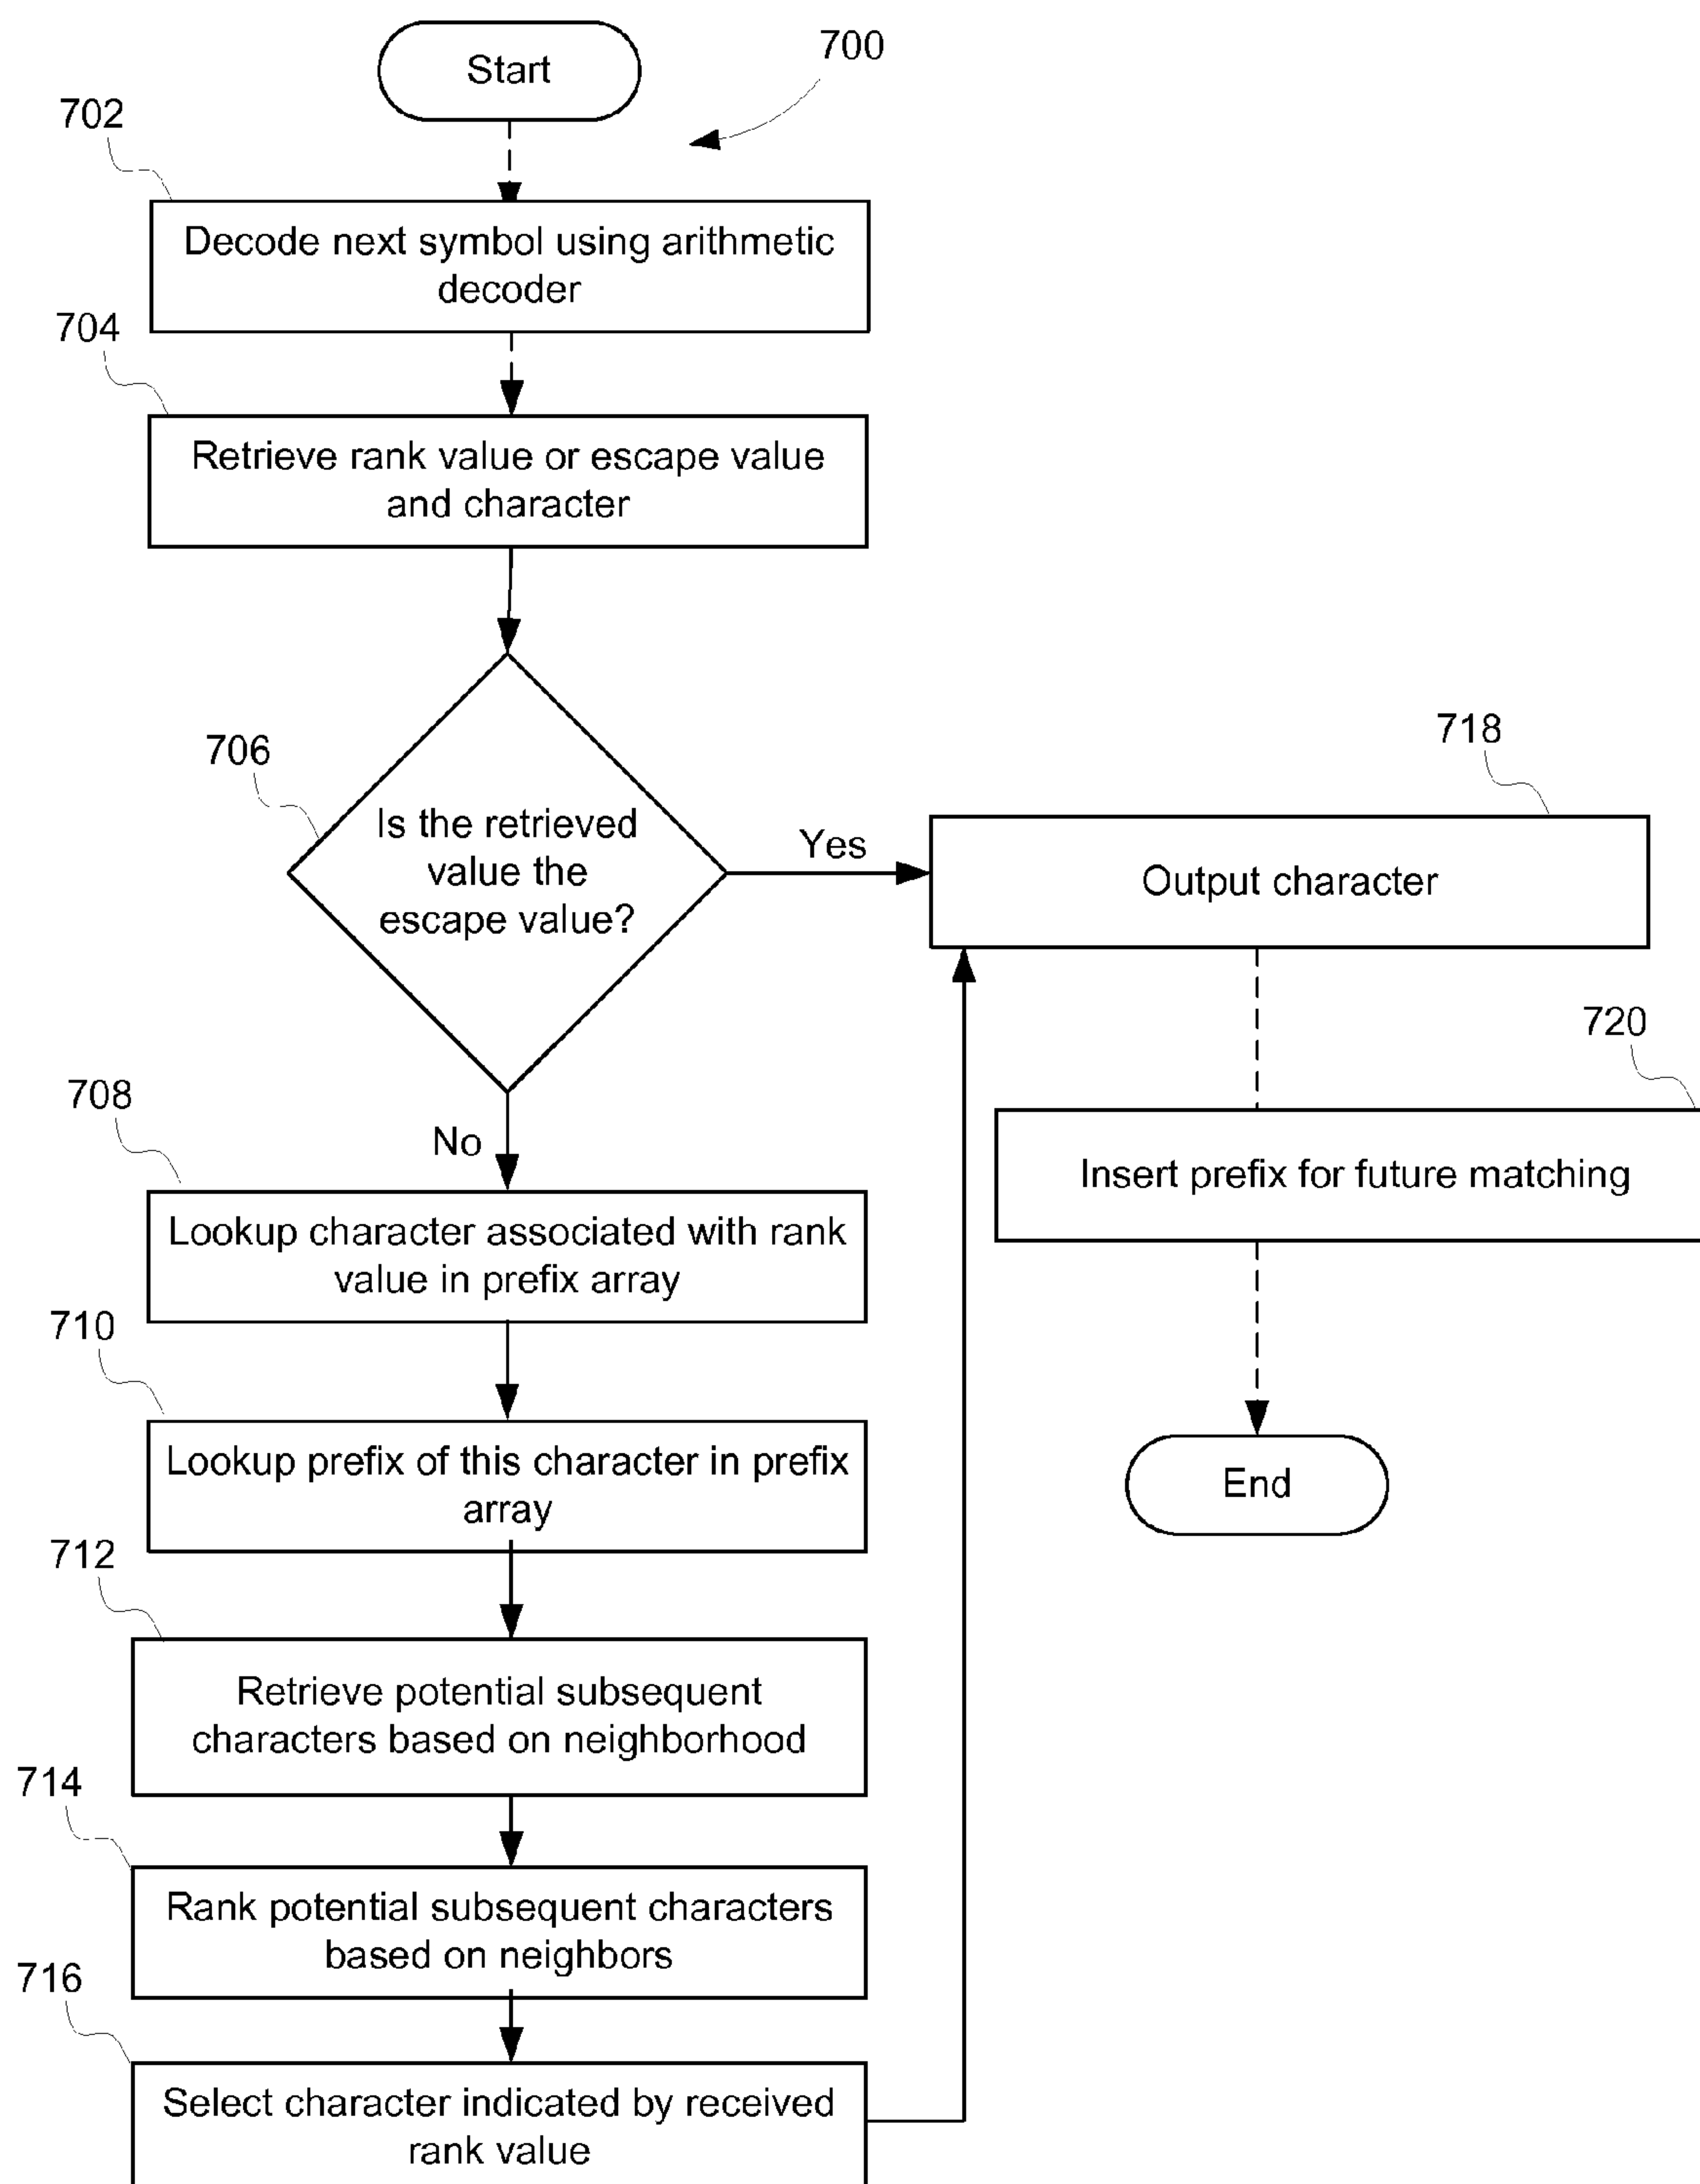 Start
700
702
Decode next symbol using arithmetic
decoder
704
Retrieve rank value or escape value
and character
706
Is the retrieved
value the
escape value?
Yes
718
Output character
720
Insert prefix for future matching
End
No
708
Lookup character associated with rank
value in prefix array
710
Lookup prefix of this character in prefix
array
712
Retrieve potential subsequent
characters based on neighborhood
714
Rank potential subsequent characters
based on neighbors
716
Select character indicated by received
rank value